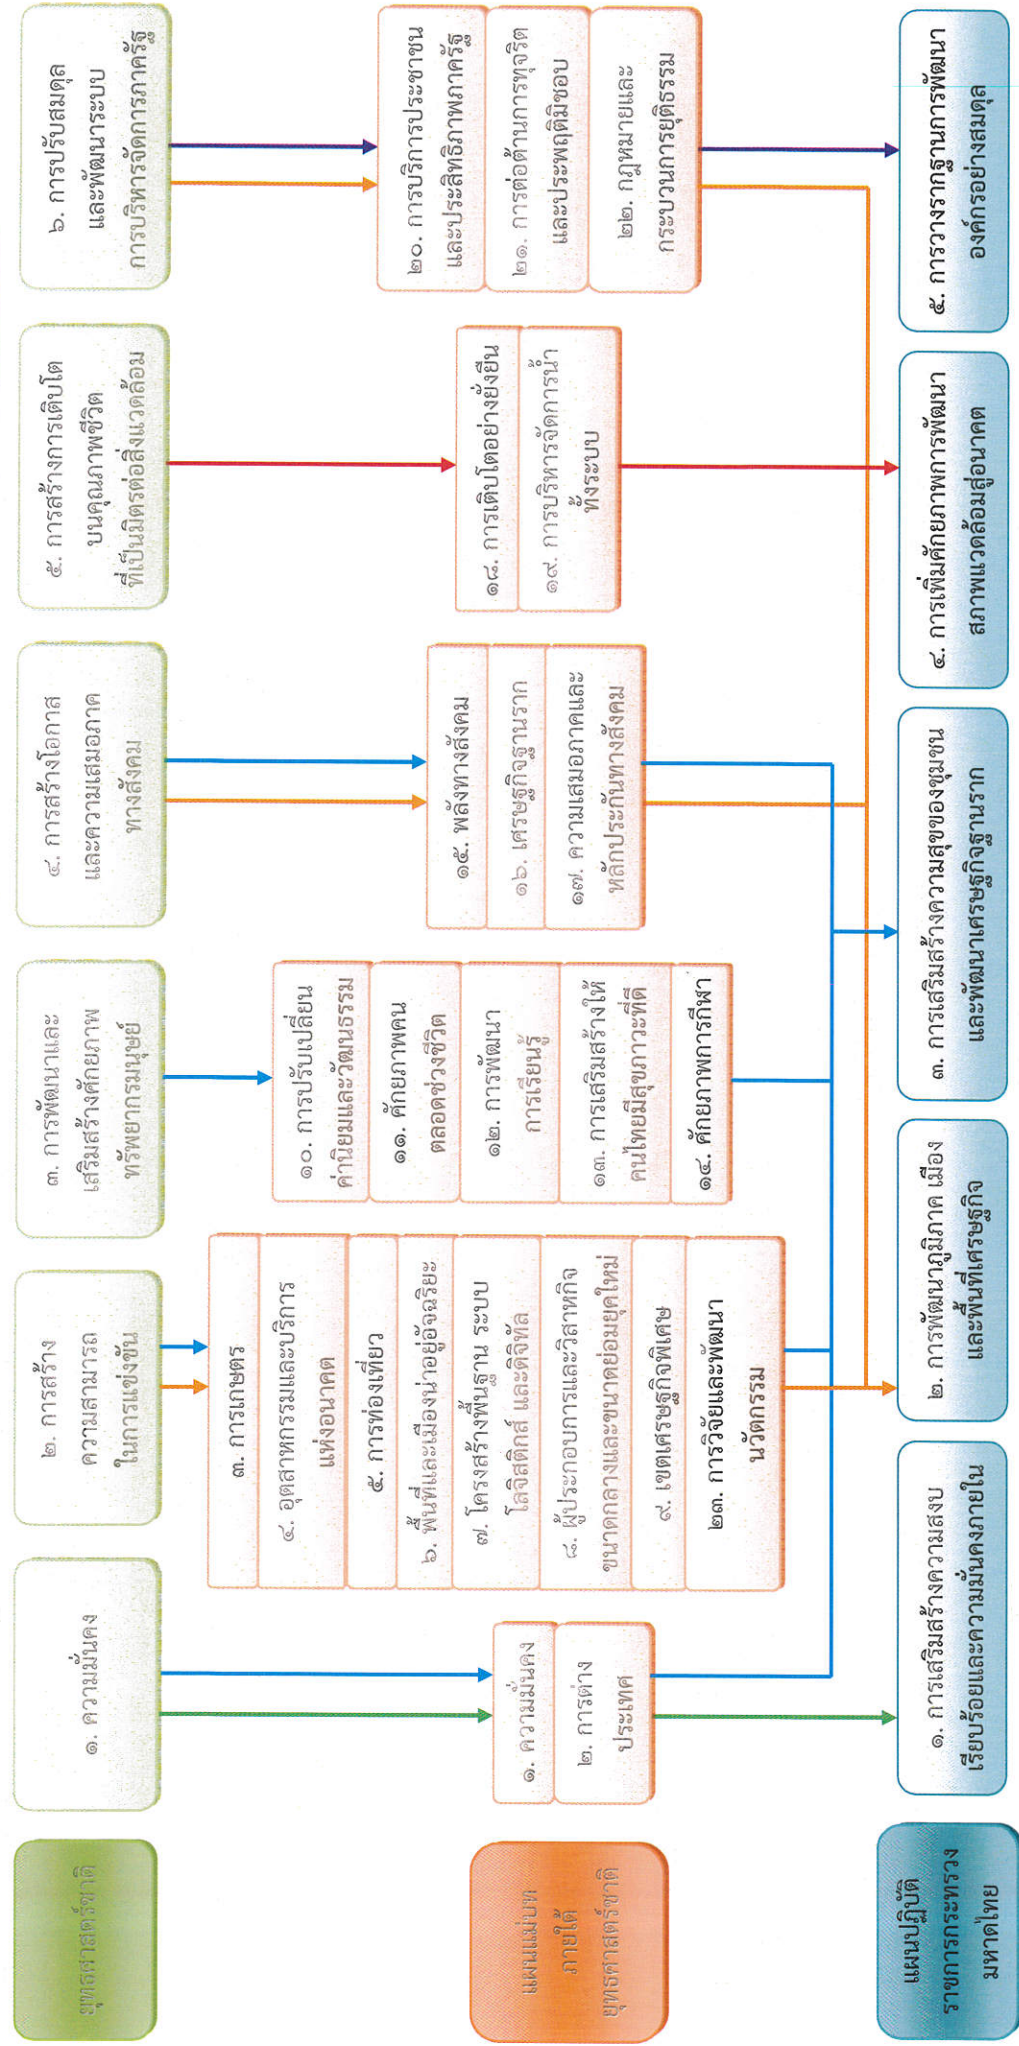 ยุทธศาสตร์ชาติ
๑. ความมั่นคง
๒. การสร้าง
ความสามารถ
ในการแข่งขัน
๓. การพัฒนาและ
เสริมสร้างศักยภาพ
ทรัพยากรมนุษย์
๔. การสร้างโอกาส
และความเสมอภาค
ทางสังคม
๕. การสร้างการเติบโต
บนคุณภาพชีวิต
ที่เป็นมิตรต่อสิ่งแวดล้อม
๖. การปรับสมดุล
และพัฒนาระบบ
การบริหารจัดการภาครัฐ
แผนแม่บท
ภายใต้
ยุทธศาสตร์ชาติ
๑. ความมั่นคง
๒. การต่าง
ประเทศ
๓. การเกษตร
๔. อุตสาหกรรมและบริการ
แห่งอนาคต
๕. การท่องเที่ยว
๖. พื้นที่และเมืองน่าอยู่อัจฉริยะ
๗. โครงสร้างพื้นฐาน ระบบ
โลจิสติกส์ และดิจิทัล
๘. ผู้ประกอบการและวิสาหกิจ
ขนาดกลางและขนาดย่อมยุคใหม่
๙. เขตเศรษฐกิจพิเศษ
๒๓. การวิจัยและพัฒนา
นวัตกรรม
๑๐. การปรับเปลี่ยน
ค่านิยมและวัฒนธรรม
๑๑. ศักยภาพคน
ตลอดช่วงชีวิต
๑๒. การพัฒนา
การเรียนรู้
๑๓. การเสริมสร้างให้
คนไทยมีสุขภาวะที่ดี
๑๔. ศักยภาพการกีฬา
๑๕. พลังทางสังคม
๑๖. เศรษฐกิจฐานราก
๑๗. ความเสมอภาคและ
หลักประกันทางสังคม
๑๘. การเติบโตอย่างยั่งยืน
๑๙. การบริหารจัดการน้ำ
ทั้งระบบ
๒๐. การบริการประชาชน
และประสิทธิภาพภาครัฐ
๒๑. การต่อต้านการทุจริต
และประพฤติมิชอบ
๒๒. กฎหมายและ
กระบวนการยุติธรรม
แผนปฏิบัติ
ราชการกระทรวง
มหาดไทย
๑. การเสริมสร้างความสงบ
เรียบร้อยและความมั่นคงภายใน
๒. การพัฒนาภูมิภาค เมือง
และพื้นที่เศรษฐกิจ
๓. การเสริมสร้างความสุขของชุมชน
และพัฒนาเศรษฐกิจฐานราก
๔. การเพิ่มศักยภาพการพัฒนา
สภาพแวดล้อมสู่อนาคต
๕. การวางรากฐานการพัฒนา
องค์กรอย่างสมดุล